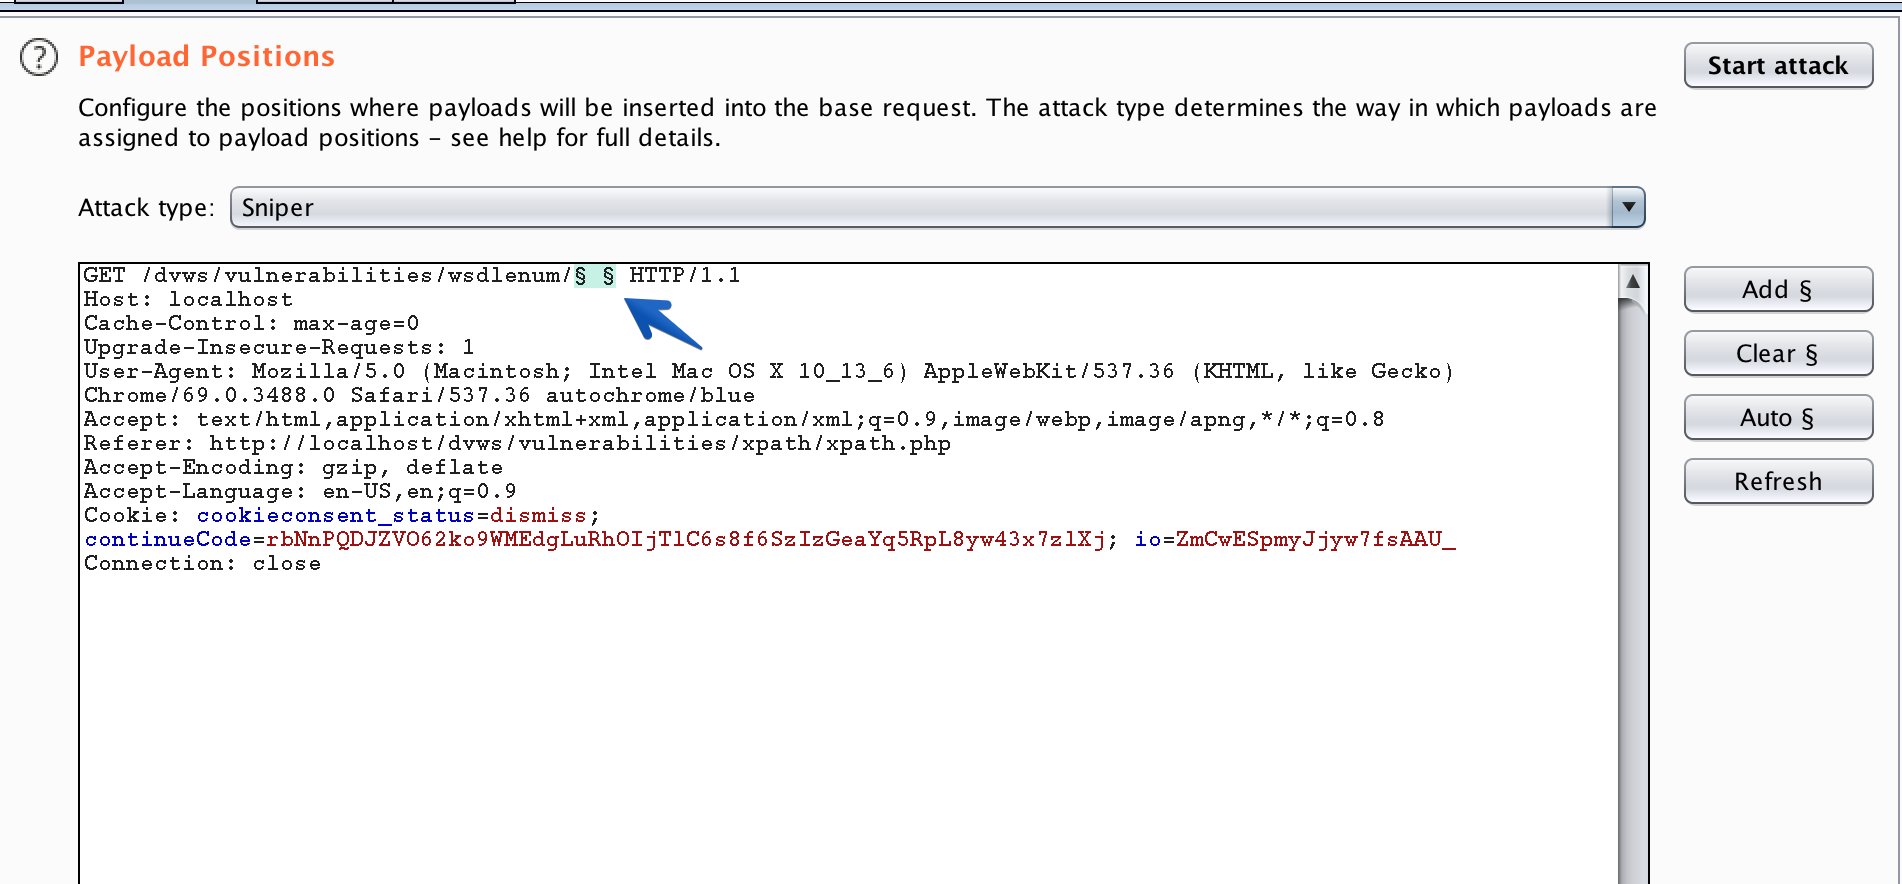 Payload Positions
Start attack
Configure the positions where payloads will be inserted into the base request. The attack type determines the way in which payloads are
assigned to payload positions – see help for full details.
Attack type: Sniper
GET /dvws/vulnerabilities/wsdlenum/§ § HTTP/1.1
Host: localhost
Cache-Control: max-age=0
Upgrade-Insecure-Requests: 1
User-Agent: Mozilla/5.0 (Macintosh; Intel Mac OS X 10_13_6) AppleWebKit/537.36 (KHTML, like Gecko)
Chrome/69.0.3488.0 Safari/537.36 autochrome/blue
Accept: text/html,application/xhtml+xml,application/xml;q=0.9,image/webp,image/apng,*/*;q=0.8
Referer: http://localhost/dvws/vulnerabilities/xpath/xpath.php
Accept-Encoding: gzip, deflate
Accept-Language: en-US,en;q=0.9
Cookie: cookieconsent_status=dismiss;
continueCode=rbNnPQDJZVO62ko9WMEdgLuRhOIjTlC6s8f6SzIzGeaYq5RpL8yw43x7zlXj; io=ZmCwESpmyJjyw7fsAAU_
Connection: close
Add §
Clear §
Auto §
Refresh